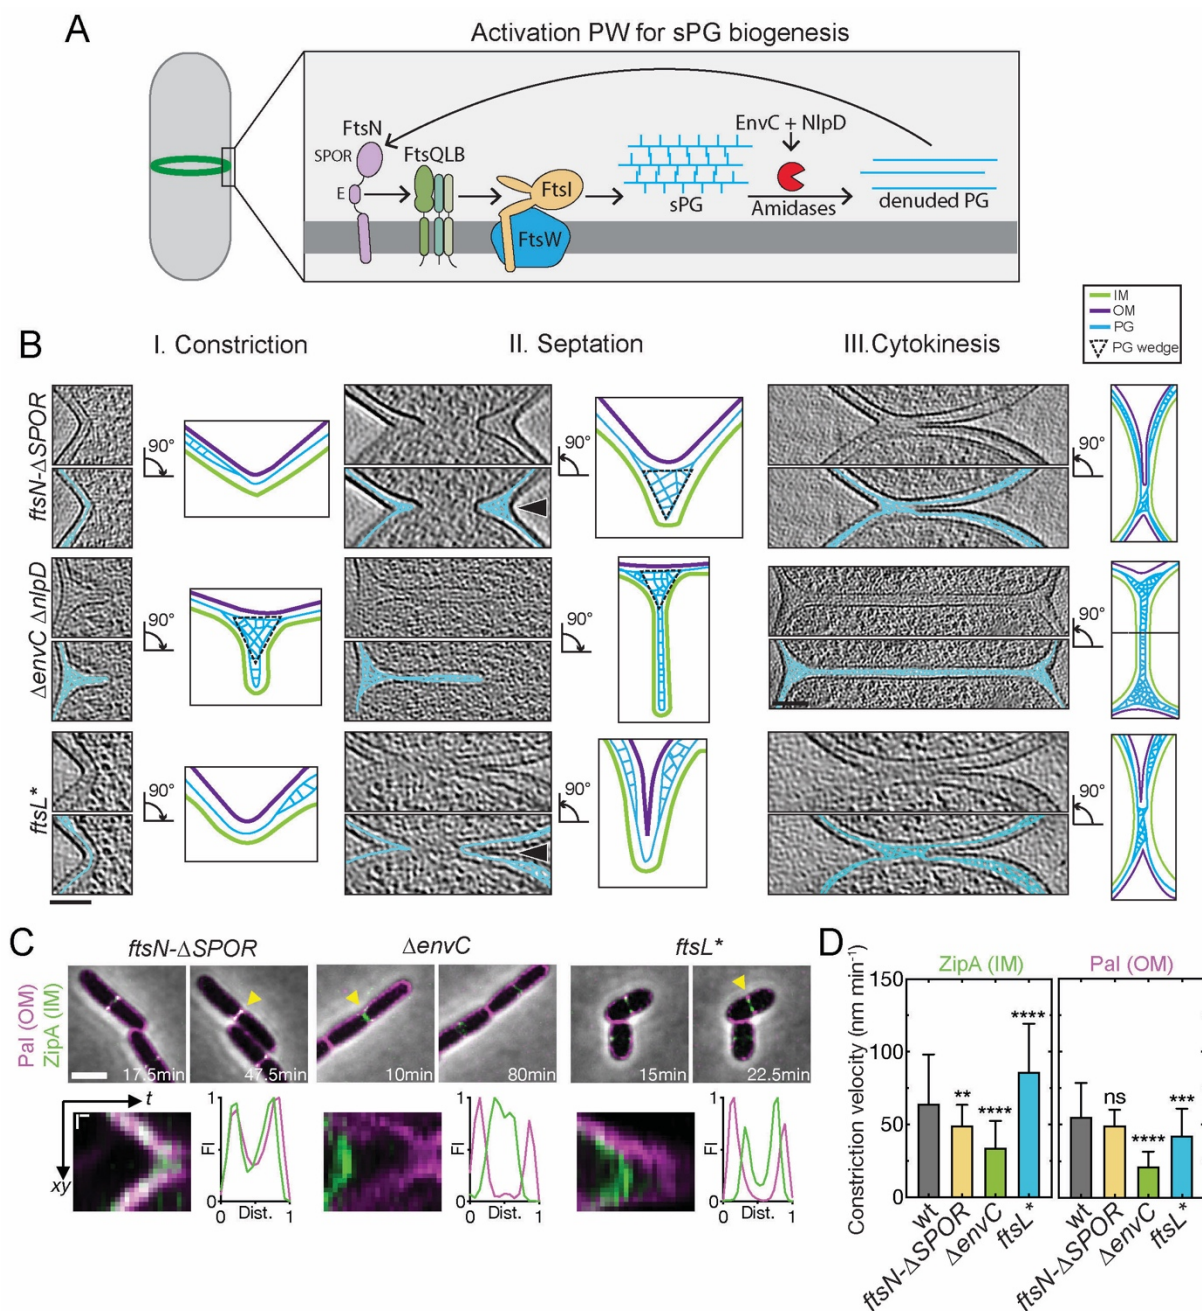 A
Activation PW for sPG biogenesis
FtsN
SPOR
E
FtsQLB
FtsI
FtsW
sPG
EnvC + NlpD
Amidases
denuded PG
IM
OM
PG
PG wedge
B
I. Constriction
II. Septation
III.Cytokinesis
ftsN-ΔSPOR
90°
90°
90°
ΔenvC ΔnlpD
90°
90°
90°
ftsL*
90°
90°
90°
C
ftsN-ΔSPOR
ΔenvC
ftsL*
Pal (OM)
ZipA (IM)
17.5min
47.5min
10min
80min
15min
22.5min
t
xy
1
FI
0
0
Dist.
1
1
FI
0
0
Dist.
1
1
FI
0
0
Dist.
1
D
ZipA (IM)
Pal (OM)
Constriction velocity (nm min⁻¹)
150
100
50
0
**
****
****
ns
****
***
wt
ftsN-ΔSPOR
ΔenvC
ftsL*
wt
ftsN-ΔSPOR
ΔenvC
ftsL*